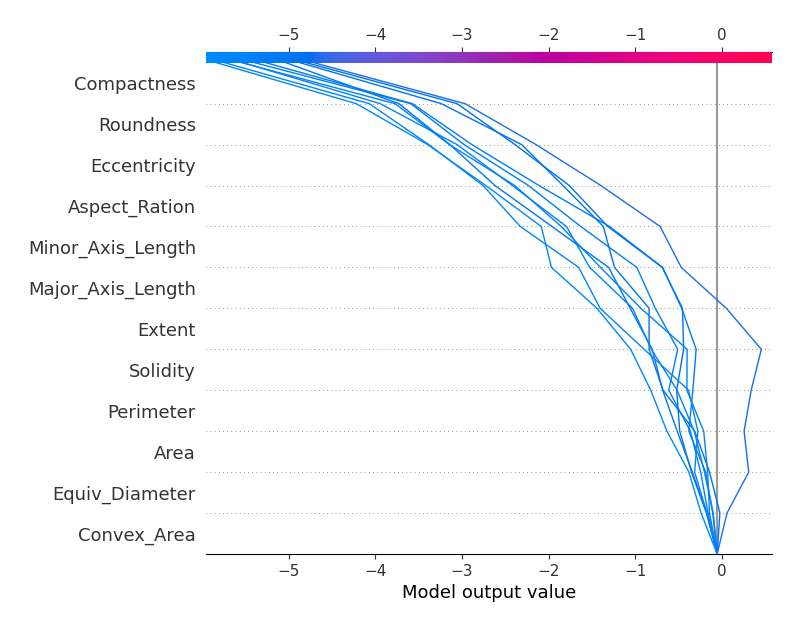 −5 −4 −3 −2 −1 0
Compactness
Roundness
Eccentricity
Aspect_Ration
Minor_Axis_Length
Major_Axis_Length
Extent
Solidity
Perimeter
Area
Equiv_Diameter
Convex_Area
−5 −4 −3 −2 −1 0
Model output value